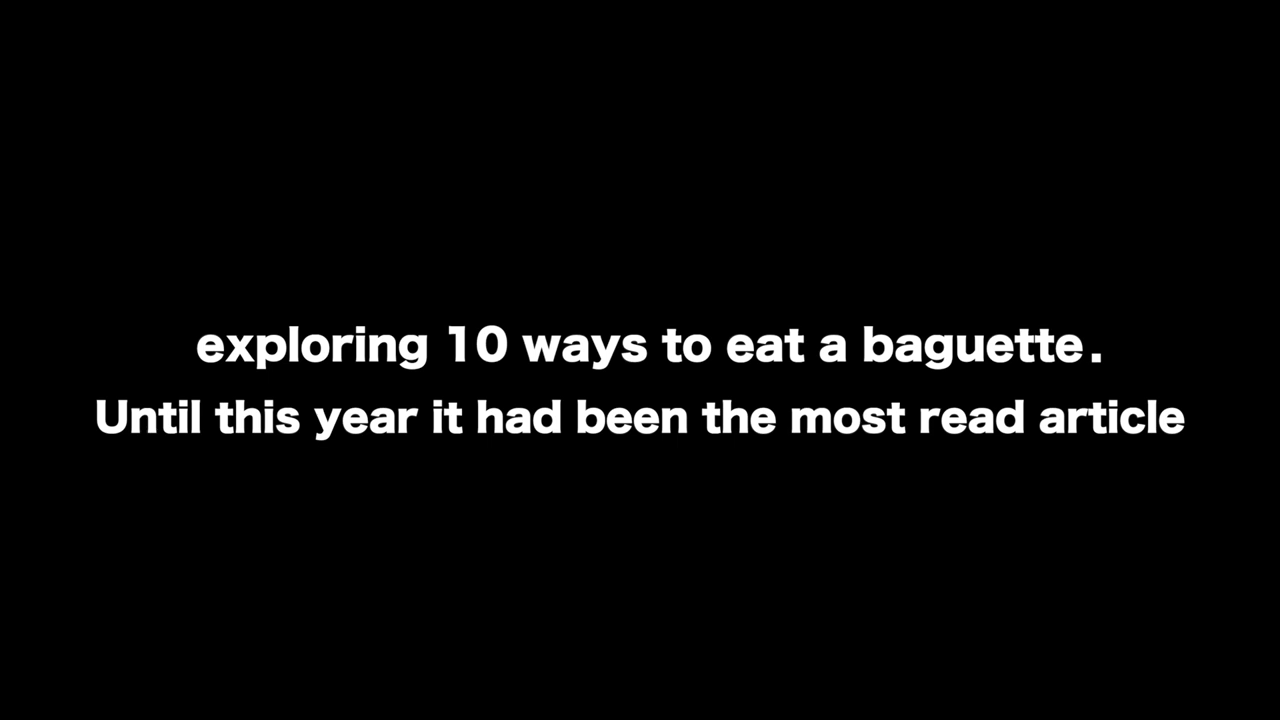 exploring 10 ways to eat a baguette.
Until this year it had been the most read article